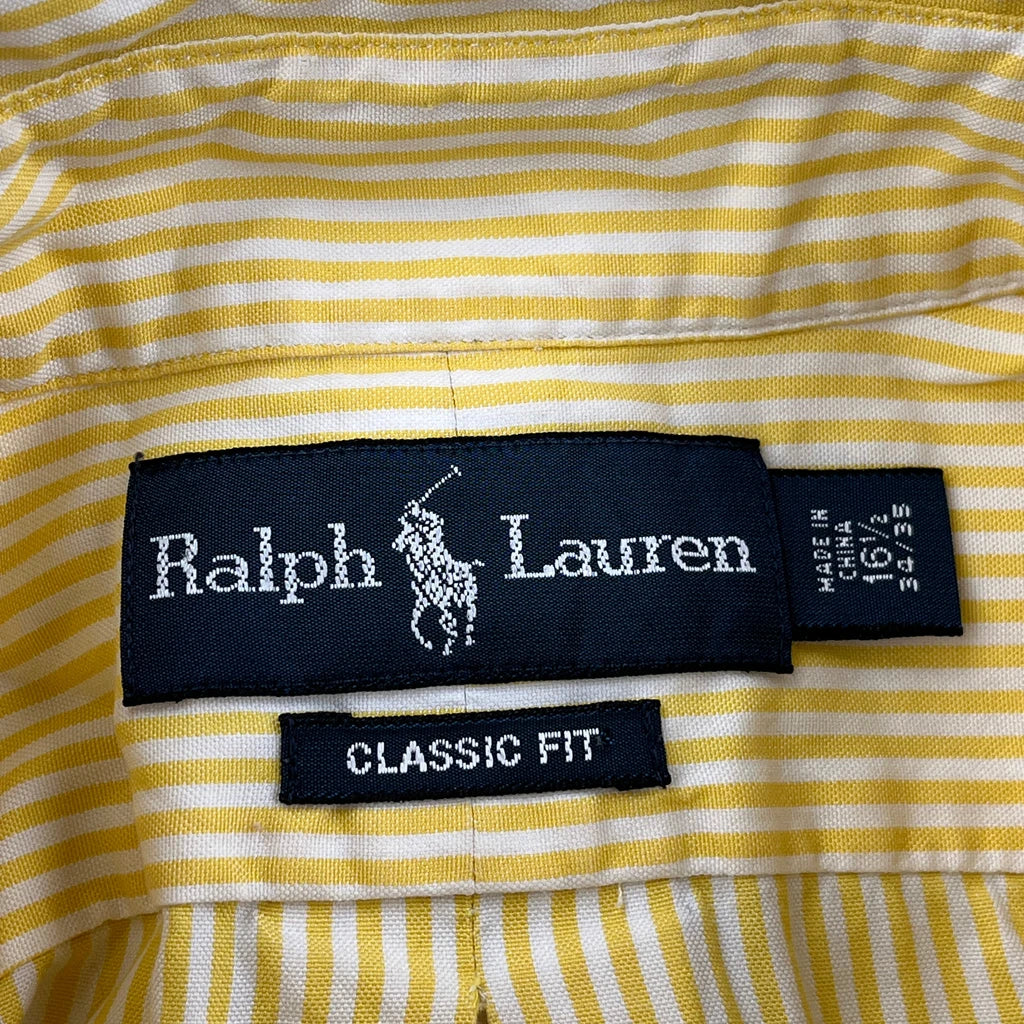 Ralph Lauren
MADE IN
CHINA
16½
34/35
CLASSIC FIT